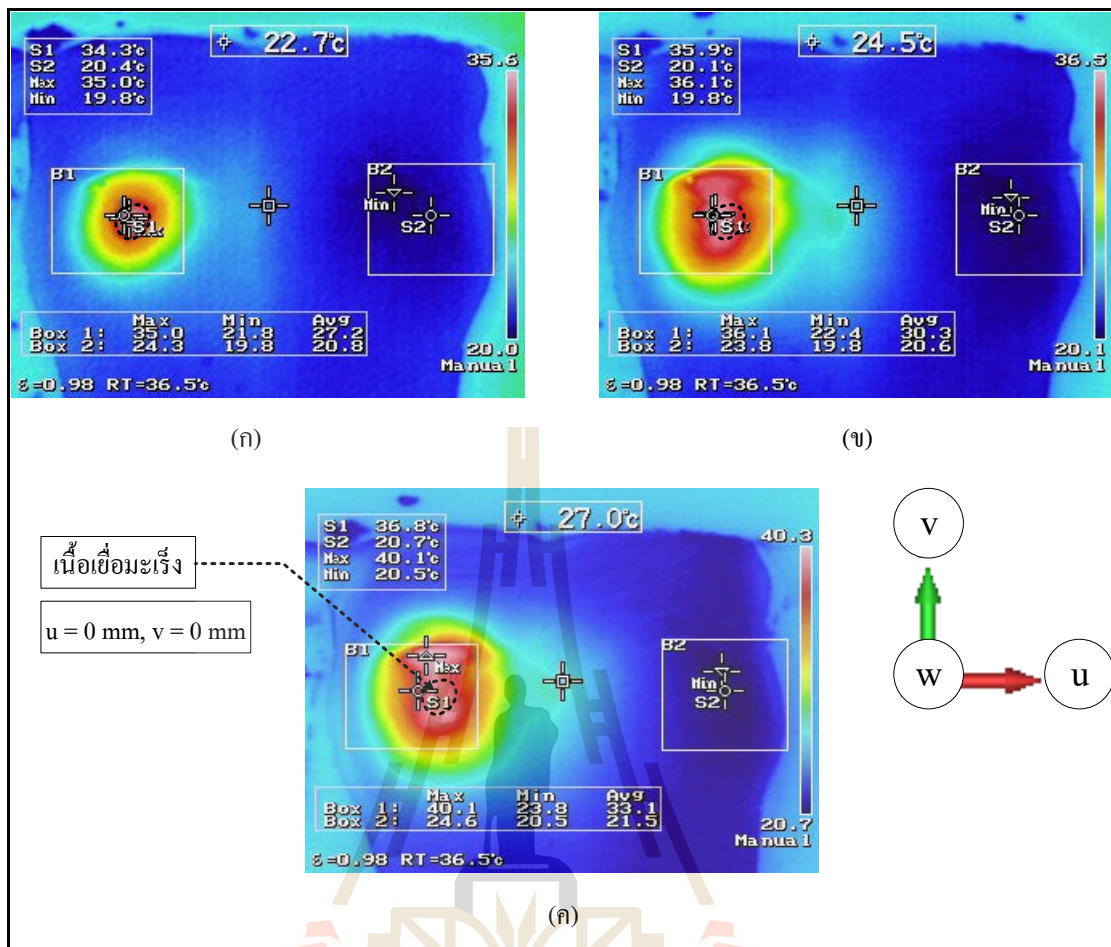 22.7℃
S1 34.3℃
S2 20.4℃
Max 35.0℃
Min 19.8℃
35.6
B1
B2
Min
S1
S2
Max Min Avg
Box 1: 35.0 21.8 27.2
Box 2: 24.3 19.8 20.8
20.0
Manual
ε=0.98 RT=36.5℃
(ก)
24.5℃
S1 35.9℃
S2 20.1℃
Max 36.1℃
Min 19.8℃
36.5
B1
B2
Min
S1
S2
Max Min Avg
Box 1: 36.1 22.4 30.3
Box 2: 23.8 19.8 20.6
20.1
Manual
ε=0.98 RT=36.5℃
(ข)
เนื้อเยื่อมะเร็ง
u = 0 mm, v = 0 mm
27.0℃
S1 36.8℃
S2 20.7℃
Max 40.1℃
Min 20.5℃
40.3
B1
B2
Max
Min
S1
S2
Max Min Avg
Box 1: 40.1 23.8 33.1
Box 2: 24.6 20.5 21.5
20.7
Manual
ε=0.98 RT=36.5℃
(ค)
v
w
u